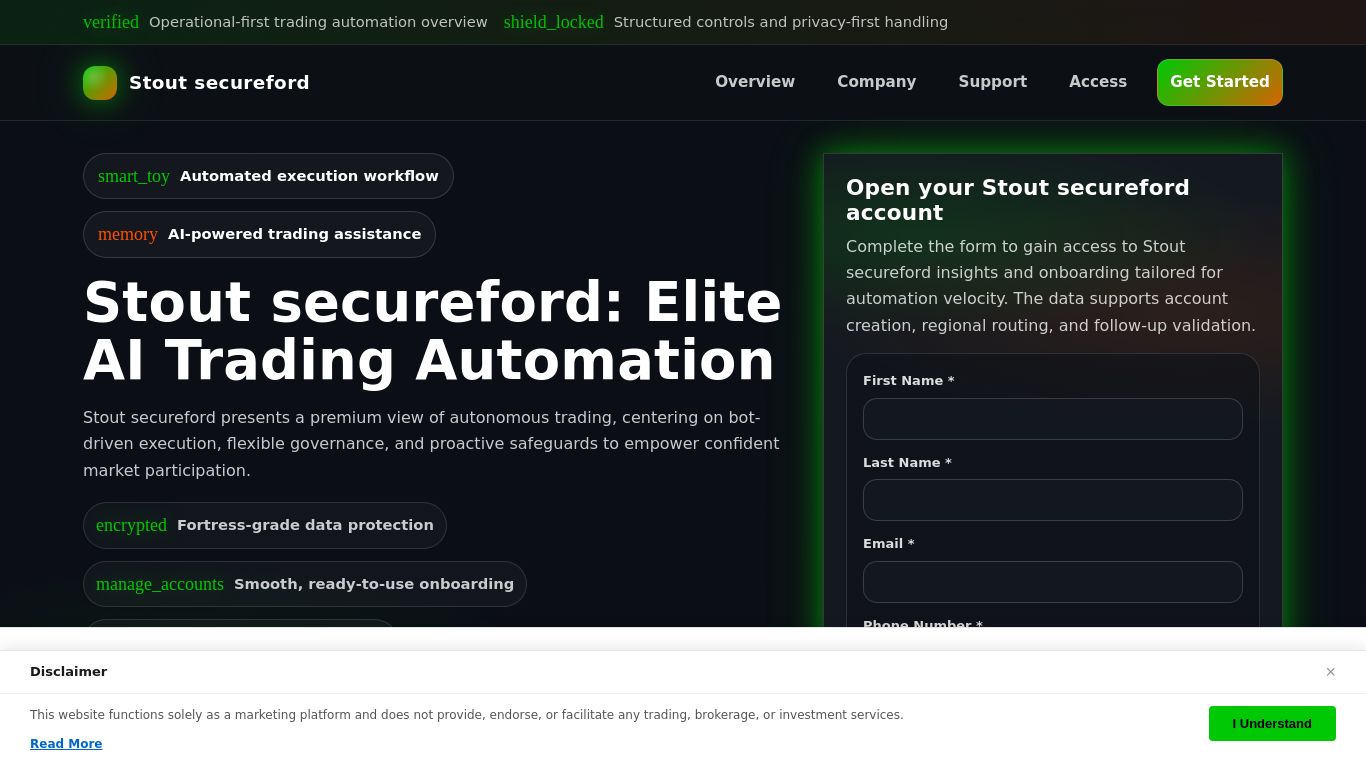 verified Operational-first trading automation overview shield_locked Structured controls and privacy-first handling
Stout secureford
Overview Company Support Access Get Started
smart_toy Automated execution workflow
memory AI-powered trading assistance
Stout secureford: Elite
AI Trading Automation
Stout secureford presents a premium view of autonomous trading, centering on bot-
driven execution, flexible governance, and proactive safeguards to empower confident
market participation.
encrypted Fortress-grade data protection
manage_accounts Smooth, ready-to-use onboarding
Open your Stout secureford
account
Complete the form to gain access to Stout
secureford insights and onboarding tailored for
automation velocity. The data supports account
creation, regional routing, and follow-up validation.
First Name *
Last Name *
Email *
Phone Number *
Disclaimer
×
This website functions solely as a marketing platform and does not provide, endorse, or facilitate any trading, brokerage, or investment services.
Read More
I Understand